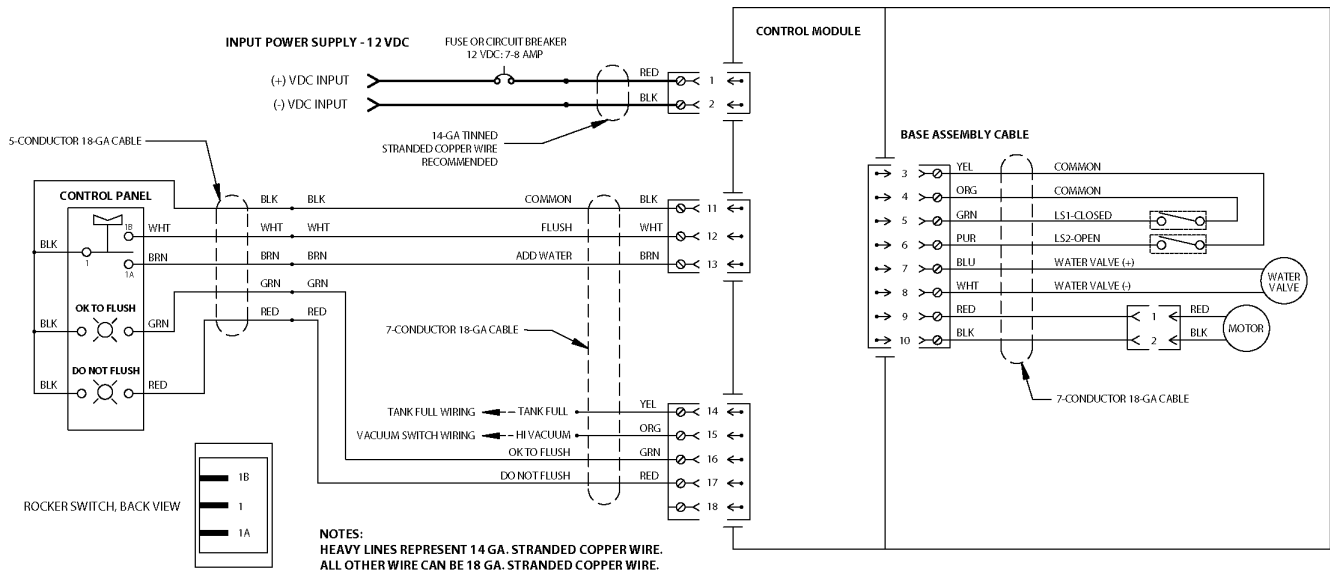 INPUT POWER SUPPLY - 12 VDC
FUSE OR CIRCUIT BREAKER
12 VDC: 7-8 AMP
CONTROL MODULE
(+) VDC INPUT
RED
1
(-) VDC INPUT
BLK
2
14-GA TINNED
STRANDED COPPER WIRE
RECOMMENDED
5-CONDUCTOR 18-GA CABLE
CONTROL PANEL
BLK
BLK
COMMON
BLK
11
1B
WHT
WHT
WHT
FLUSH
WHT
12
BLK
1
1A
BRN
BRN
BRN
ADD WATER
BRN
13
GRN
GRN
OK TO FLUSH
BLK
GRN
RED
RED
7-CONDUCTOR 18-GA CABLE
DO NOT FLUSH
BLK
RED
TANK FULL WIRING
TANK FULL
YEL
14
VACUUM SWITCH WIRING
HI VACUUM
ORG
15
OK TO FLUSH
GRN
16
DO NOT FLUSH
RED
17
18
BASE ASSEMBLY CABLE
3
YEL
COMMON
4
ORG
COMMON
5
GRN
LS1-CLOSED
6
PUR
LS2-OPEN
7
BLU
WATER VALVE (+)
8
WHT
WATER VALVE (-)
WATER
VALVE
9
RED
1
RED
10
BLK
2
BLK
MOTOR
7-CONDUCTOR 18-GA CABLE
ROCKER SWITCH, BACK VIEW
1B
1
1A
NOTES:
HEAVY LINES REPRESENT 14 GA. STRANDED COPPER WIRE.
ALL OTHER WIRE CAN BE 18 GA. STRANDED COPPER WIRE.